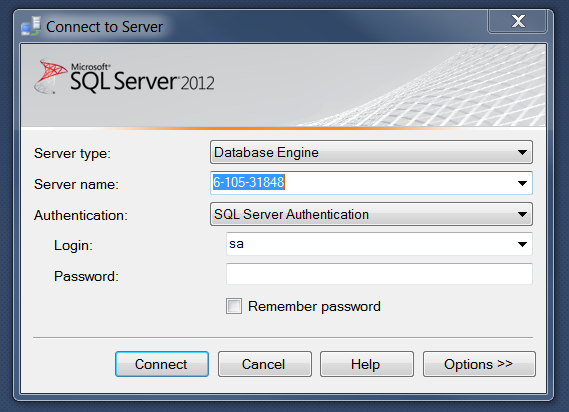 Connect to Server
Microsoft®
SQL Server® 2012
Server type:
Database Engine
Server name:
6-105-31848
Authentication:
SQL Server Authentication
Login:
sa
Password:
Remember password
Connect
Cancel
Help
Options >>